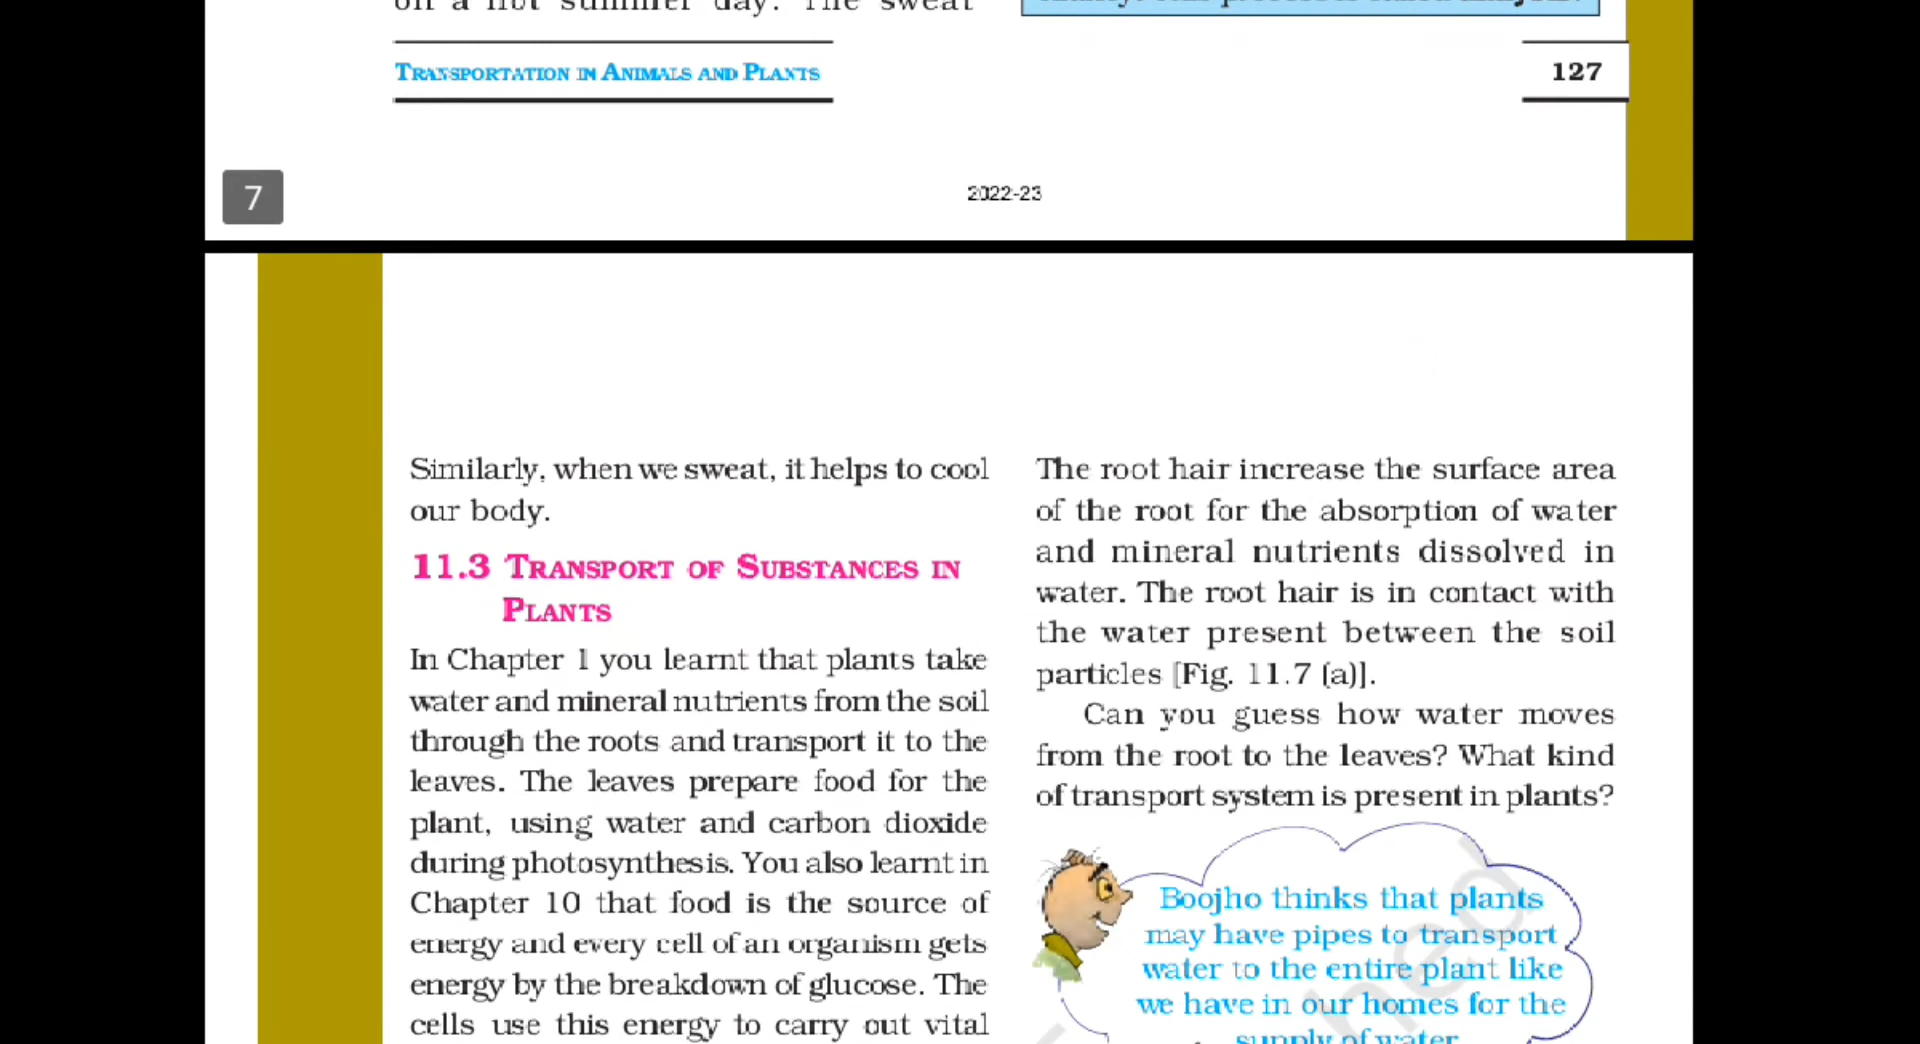 on a hot summer day. The sweat
TRANSPORTATION IN ANIMALS AND PLANTS
127
7
2022-23
Similarly, when we sweat, it helps to cool
our body.
11.3 TRANSPORT OF SUBSTANCES IN
PLANTS
In Chapter 1 you learnt that plants take
water and mineral nutrients from the soil
through the roots and transport it to the
leaves. The leaves prepare food for the
plant, using water and carbon dioxide
during photosynthesis. You also learnt in
Chapter 10 that food is the source of
energy and every cell of an organism gets
energy by the breakdown of glucose. The
cells use this energy to carry out vital
The root hair increase the surface area
of the root for the absorption of water
and mineral nutrients dissolved in
water. The root hair is in contact with
the water present between the soil
particles [Fig. 11.7 (a)].
Can you guess how water moves
from the root to the leaves? What kind
of transport system is present in plants?
Boojho thinks that plants
may have pipes to transport
water to the entire plant like
we have in our homes for the
supply of water